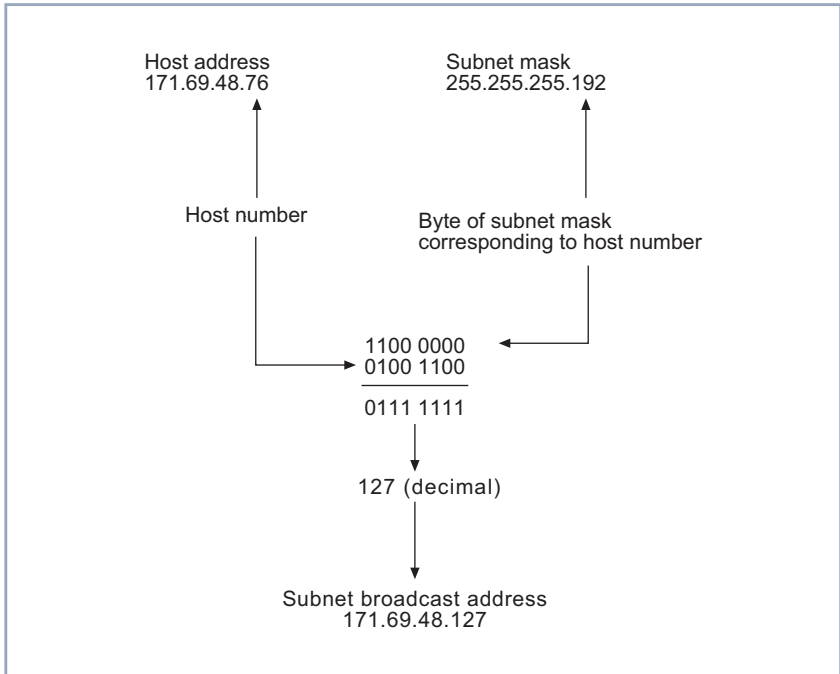 Host address
171.69.48.76
Subnet mask
255.255.255.192
Host number
Byte of subnet mask
corresponding to host number
1100 0000
0100 1100
0111 1111
127 (decimal)
Subnet broadcast address
171.69.48.127